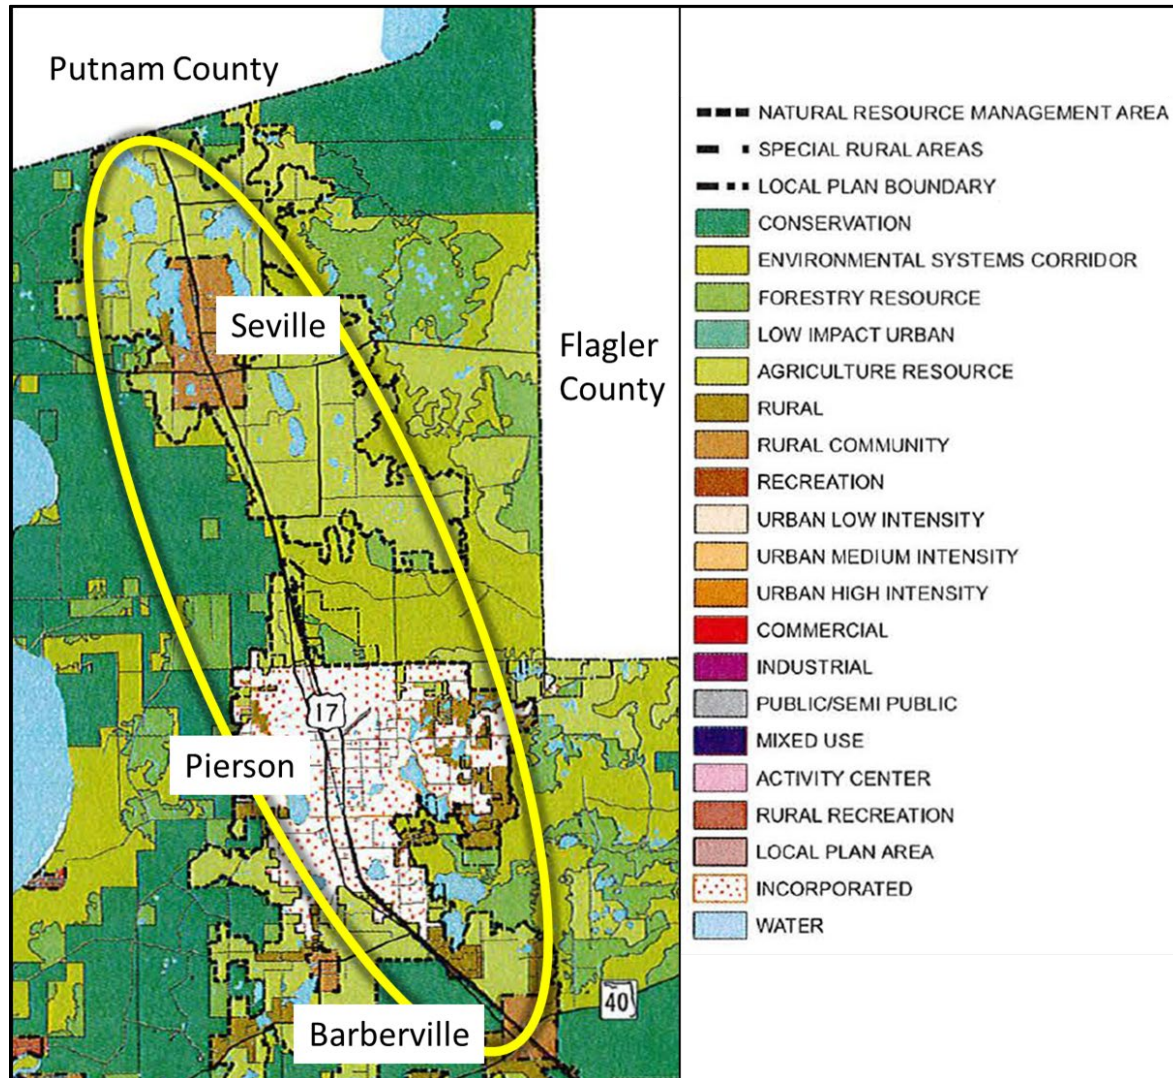 Putnam County
Seville
Flagler
County
17
Pierson
40
Barberville
NATURAL RESOURCE MANAGEMENT AREA
SPECIAL RURAL AREAS
LOCAL PLAN BOUNDARY
CONSERVATION
ENVIRONMENTAL SYSTEMS CORRIDOR
FORESTRY RESOURCE
LOW IMPACT URBAN
AGRICULTURE RESOURCE
RURAL
RURAL COMMUNITY
RECREATION
URBAN LOW INTENSITY
URBAN MEDIUM INTENSITY
URBAN HIGH INTENSITY
COMMERCIAL
INDUSTRIAL
PUBLIC/SEMI PUBLIC
MIXED USE
ACTIVITY CENTER
RURAL RECREATION
LOCAL PLAN AREA
INCORPORATED
WATER